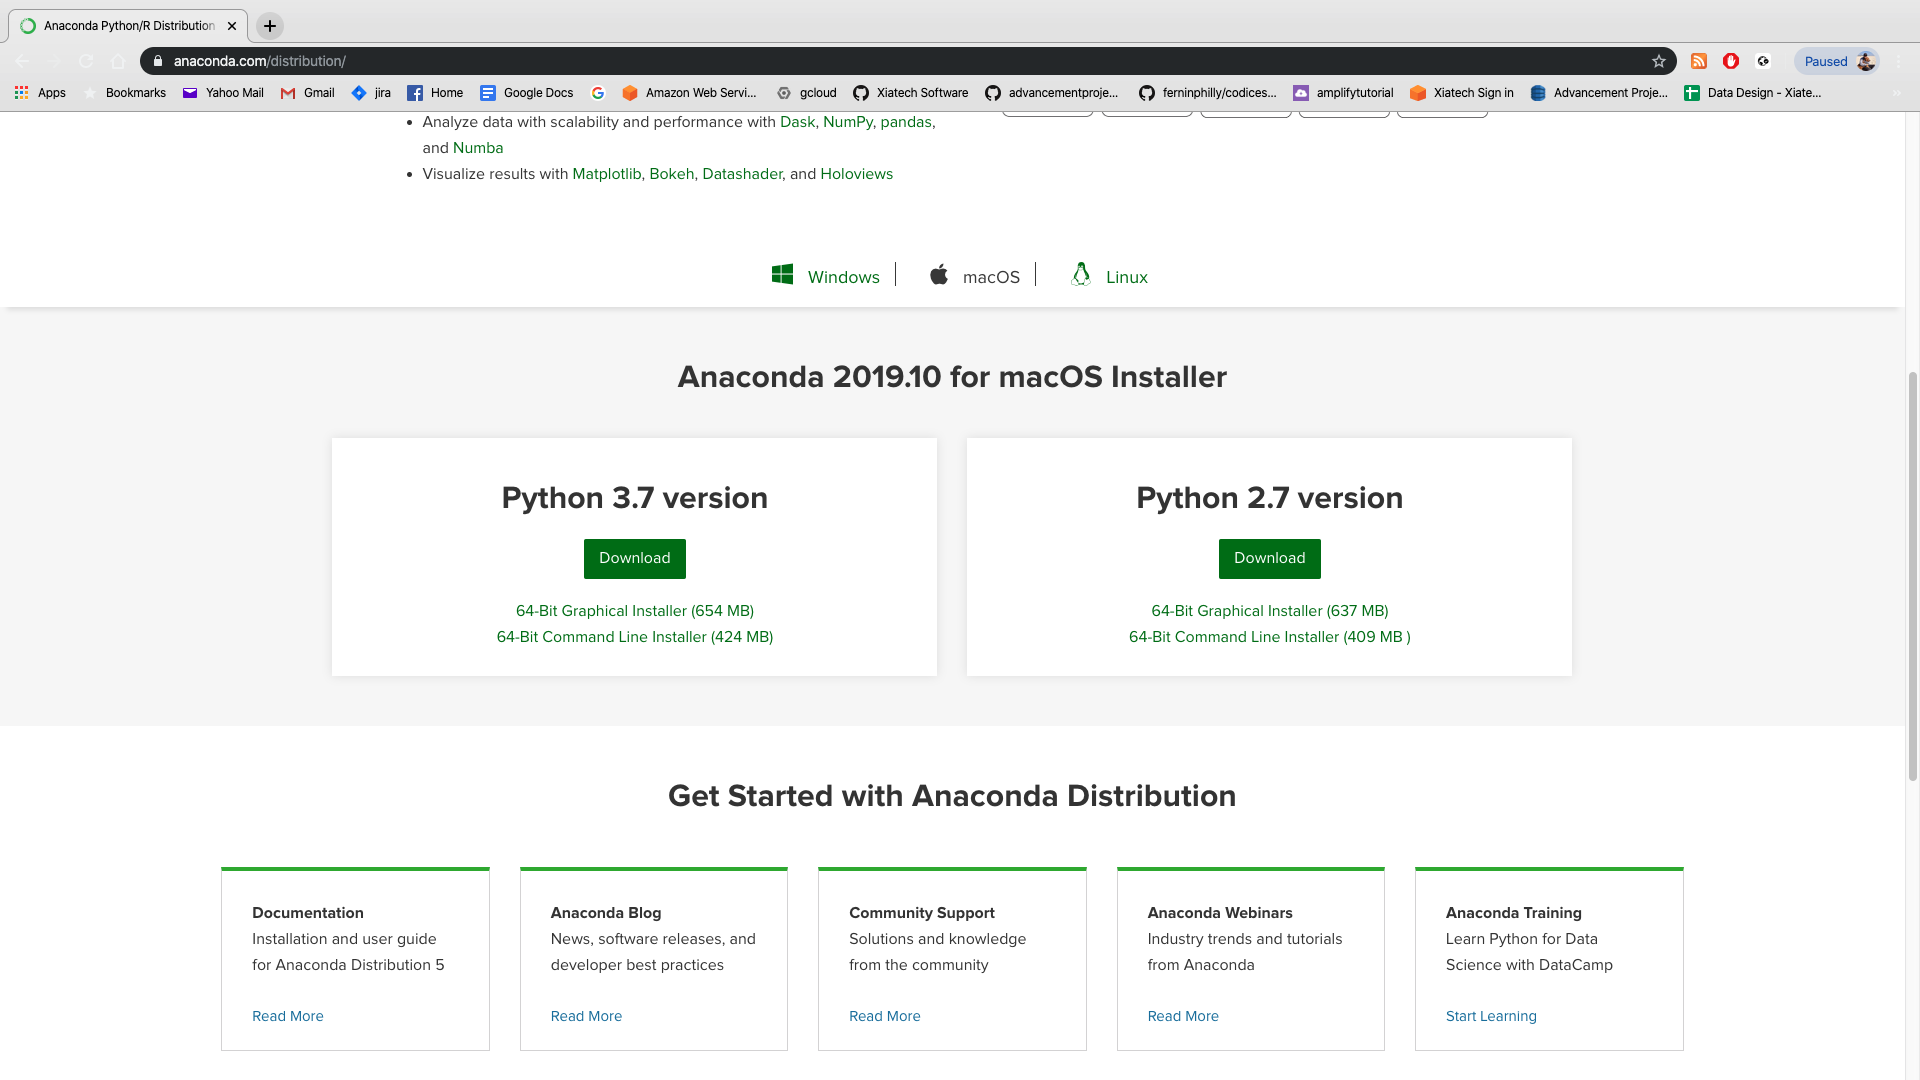 Anaconda Python/R Distribution
anaconda.com/distribution/
Paused
Apps Bookmarks Yahoo Mail Gmail jira Home Google Docs Amazon Web Servi... gcloud Xiatech Software advancementproje... ferninphilly/codices... amplifytutorial Xiatech Sign in Advancement Proje... Data Design - Xiate...
• Analyze data with scalability and performance with Dask, NumPy, pandas,
and Numba
• Visualize results with Matplotlib, Bokeh, Datashader, and Holoviews
Windows macOS Linux
Anaconda 2019.10 for macOS Installer
Python 3.7 version
Download
64-Bit Graphical Installer (654 MB)
64-Bit Command Line Installer (424 MB)
Python 2.7 version
Download
64-Bit Graphical Installer (637 MB)
64-Bit Command Line Installer (409 MB )
Get Started with Anaconda Distribution
Documentation
Installation and user guide
for Anaconda Distribution 5
Read More
Anaconda Blog
News, software releases, and
developer best practices
Read More
Community Support
Solutions and knowledge
from the community
Read More
Anaconda Webinars
Industry trends and tutorials
from Anaconda
Read More
Anaconda Training
Learn Python for Data
Science with DataCamp
Start Learning